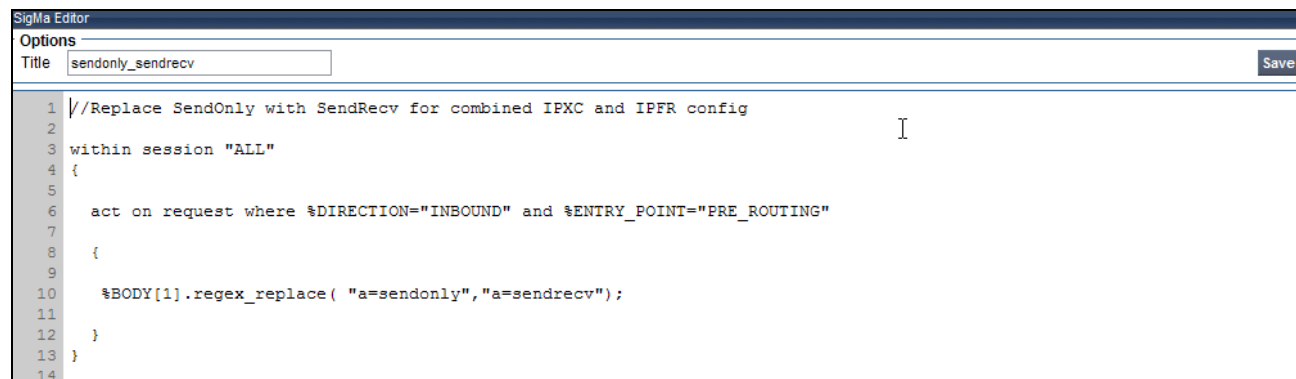 SigMa Editor
Options
Title sendonly_sendrecv Save
1 //Replace SendOnly with SendRecv for combined IPXC and IPFR config
2
3 within session "ALL"
4 {
5
6 act on request where %DIRECTION="INBOUND" and %ENTRY_POINT="PRE_ROUTING"
7
8 {
9
10 %BODY[1].regex_replace( "a=sendonly","a=sendrecv");
11
12 }
13 }
14